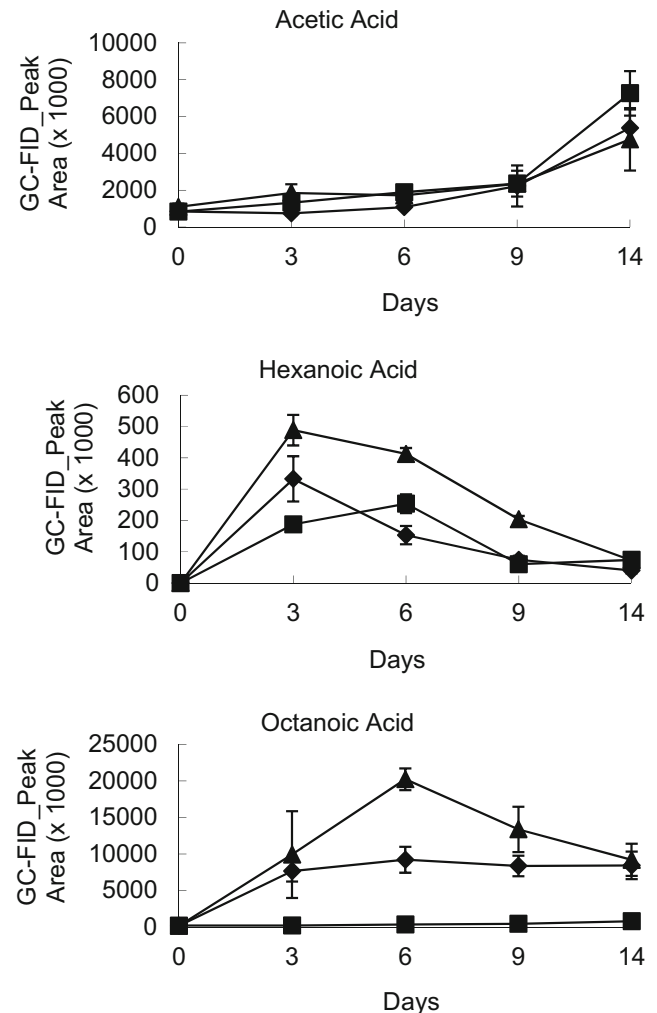 Acetic Acid
GC-FID_Peak
Area (x 1000)
10000
8000
6000
4000
2000
0
0 3 6 9 14
Days
Hexanoic Acid
GC-FID_Peak
Area (x 1000)
600
500
400
300
200
100
0
0 3 6 9 14
Days
Octanoic Acid
GC-FID_Peak
Area (x 1000)
25000
20000
15000
10000
5000
0
0 3 6 9 14
Days